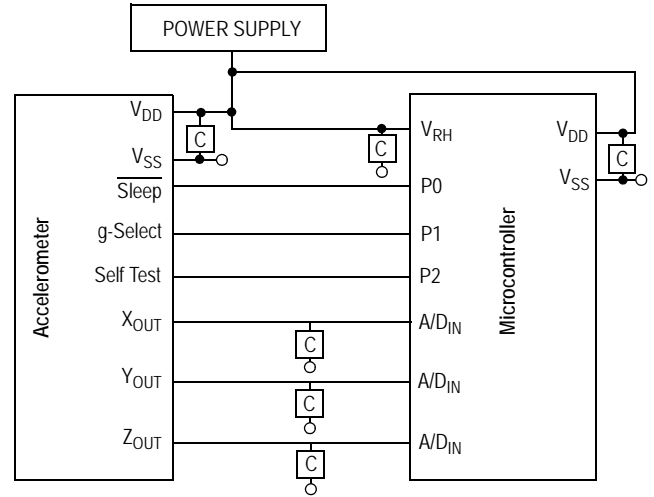 POWER SUPPLY
Accelerometer
V_DD
C
V_SS
Sleep
g-Select
Self Test
X_OUT
Y_OUT
Z_OUT
C
C
C
C
Microcontroller
V_RH
P0
P1
P2
A/D_IN
A/D_IN
A/D_IN
V_DD
C
V_SS